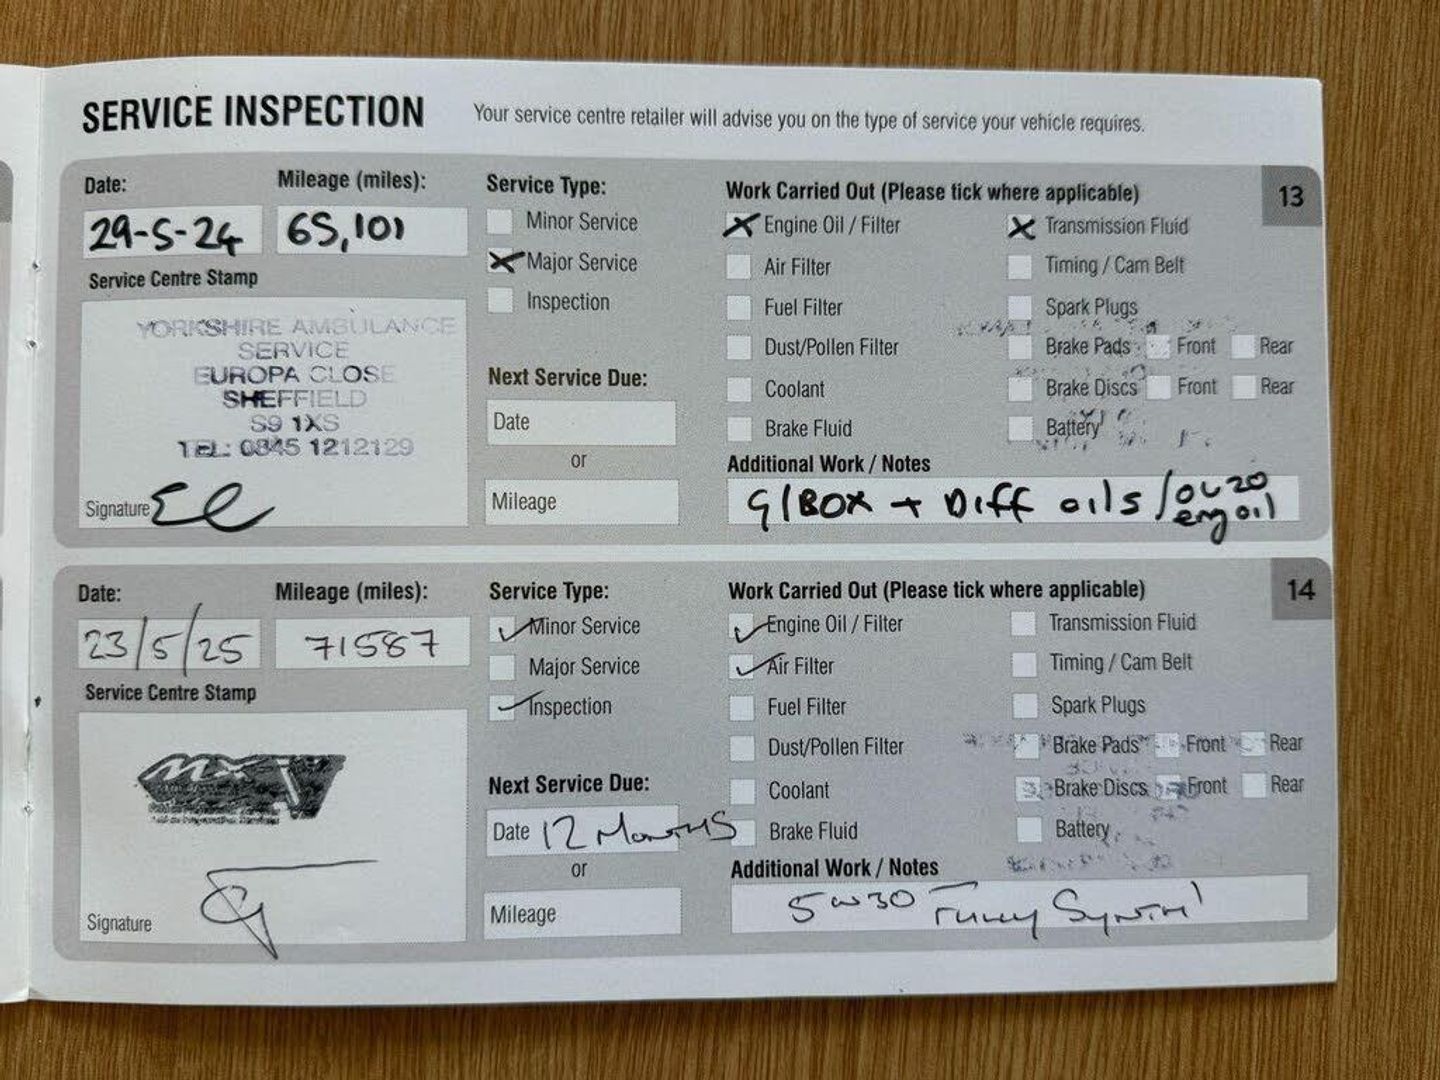 SERVICE INSPECTION
Your service centre retailer will advise you on the type of service your vehicle requires.
13
Date:
29-5-24
Mileage (miles):
65,101
Service Centre Stamp
YORKSHIRE AMBULANCE
SERVICE
EUROPA CLOSE
SHEFFIELD
S9 1XS
TEL: 0845 1212129
Signature
Service Type:
Minor Service
Major Service
Inspection
Next Service Due:
Date
or
Mileage
Work Carried Out (Please tick where applicable)
Engine Oil / Filter
Air Filter
Fuel Filter
Dust/Pollen Filter
Coolant
Brake Fluid
Transmission Fluid
Timing / Cam Belt
Spark Plugs
Brake Pads Front Rear
Brake Discs Front Rear
Battery
Additional Work / Notes
G/BOX + Diff oils / 0w20
eng oil
14
Date:
23/5/25
Mileage (miles):
71587
Service Centre Stamp
MX
Signature
Service Type:
Minor Service
Major Service
Inspection
Next Service Due:
Date 12 Months
or
Mileage
Work Carried Out (Please tick where applicable)
Engine Oil / Filter
Air Filter
Fuel Filter
Dust/Pollen Filter
Coolant
Brake Fluid
Transmission Fluid
Timing / Cam Belt
Spark Plugs
Brake Pads Front Rear
Brake Discs Front Rear
Battery
Additional Work / Notes
5w30 Fully Synth'